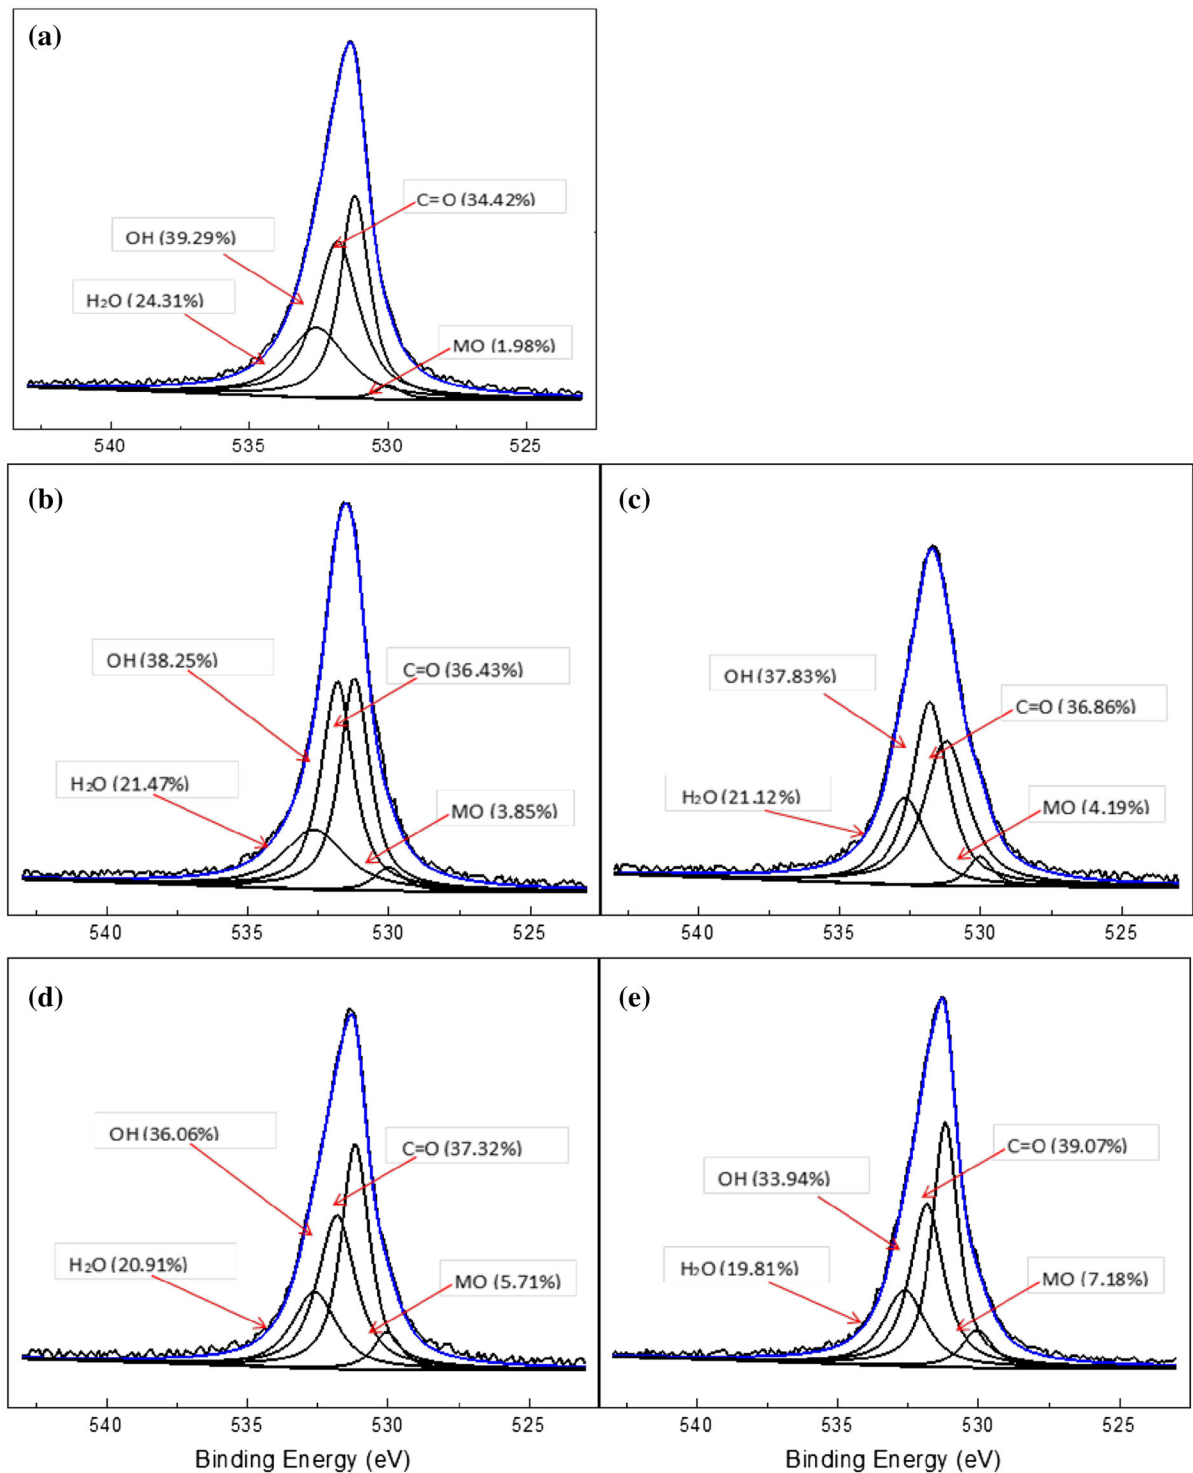 (a)
C=O (34.42%)
OH (39.29%)
H₂O (24.31%)
MO (1.98%)
540 535 530 525
(b)
OH (38.25%)
C=O (36.43%)
H₂O (21.47%)
MO (3.85%)
540 535 530 525
(c)
OH (37.83%)
C=O (36.86%)
H₂O (21.12%)
MO (4.19%)
540 535 530 525
(d)
OH (36.06%)
C=O (37.32%)
H₂O (20.91%)
MO (5.71%)
540 535 530 525
Binding Energy (eV)
(e)
C=O (39.07%)
OH (33.94%)
H₂O (19.81%)
MO (7.18%)
540 535 530 525
Binding Energy (eV)